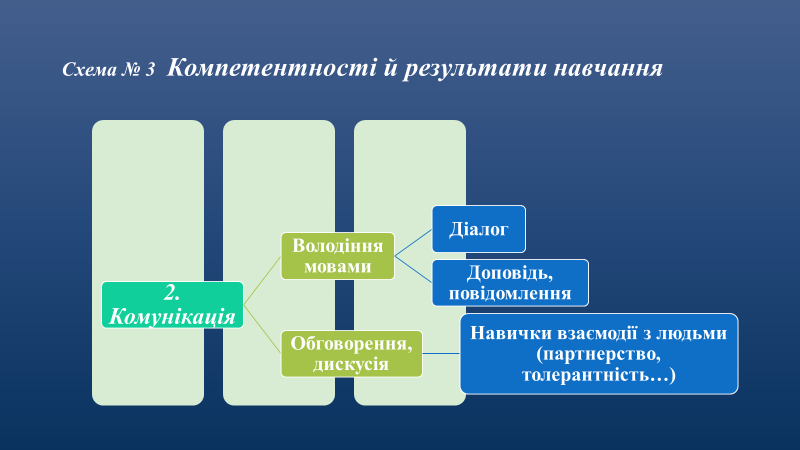 Схема № 3 Компетентності й результати навчання
2.
Комунікація
Володіння
мовами
Діалог
Доповідь,
повідомлення
Обговорення,
дискусія
Навички взаємодії з людьми
(партнерство,
толерантність…)